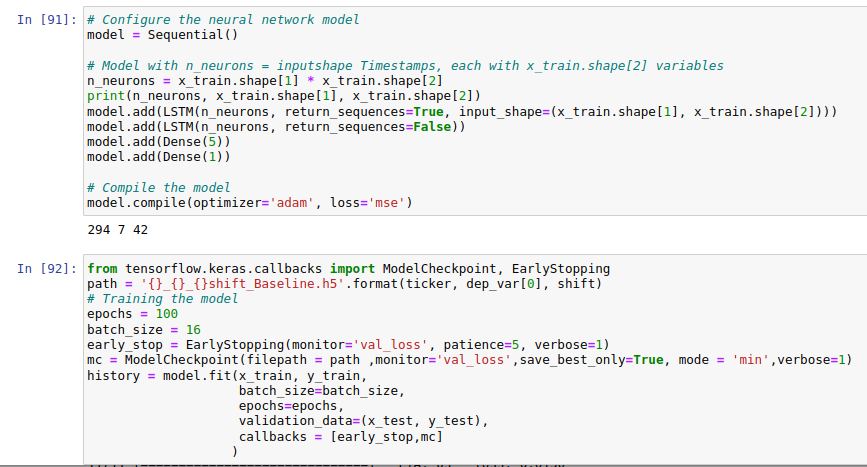 In [91]: # Configure the neural network model
model = Sequential()
# Model with n_neurons = inputshape Timestamps, each with x_train.shape[2] variables
n_neurons = x_train.shape[1] * x_train.shape[2]
print(n_neurons, x_train.shape[1], x_train.shape[2])
model.add(LSTM(n_neurons, return_sequences=True, input_shape=(x_train.shape[1], x_train.shape[2])))
model.add(LSTM(n_neurons, return_sequences=False))
model.add(Dense(5))
model.add(Dense(1))
# Compile the model
model.compile(optimizer='adam', loss='mse')
294 7 42
In [92]: from tensorflow.keras.callbacks import ModelCheckpoint, EarlyStopping
path = '{}_{}_{}shift_Baseline.h5'.format(ticker, dep_var[0], shift)
# Training the model
epochs = 100
batch_size = 16
early_stop = EarlyStopping(monitor='val_loss', patience=5, verbose=1)
mc = ModelCheckpoint(filepath = path ,monitor='val_loss',save_best_only=True, mode = 'min',verbose=1)
history = model.fit(x_train, y_train,
batch_size=batch_size,
epochs=epochs,
validation_data=(x_test, y_test),
callbacks = [early_stop,mc]
)